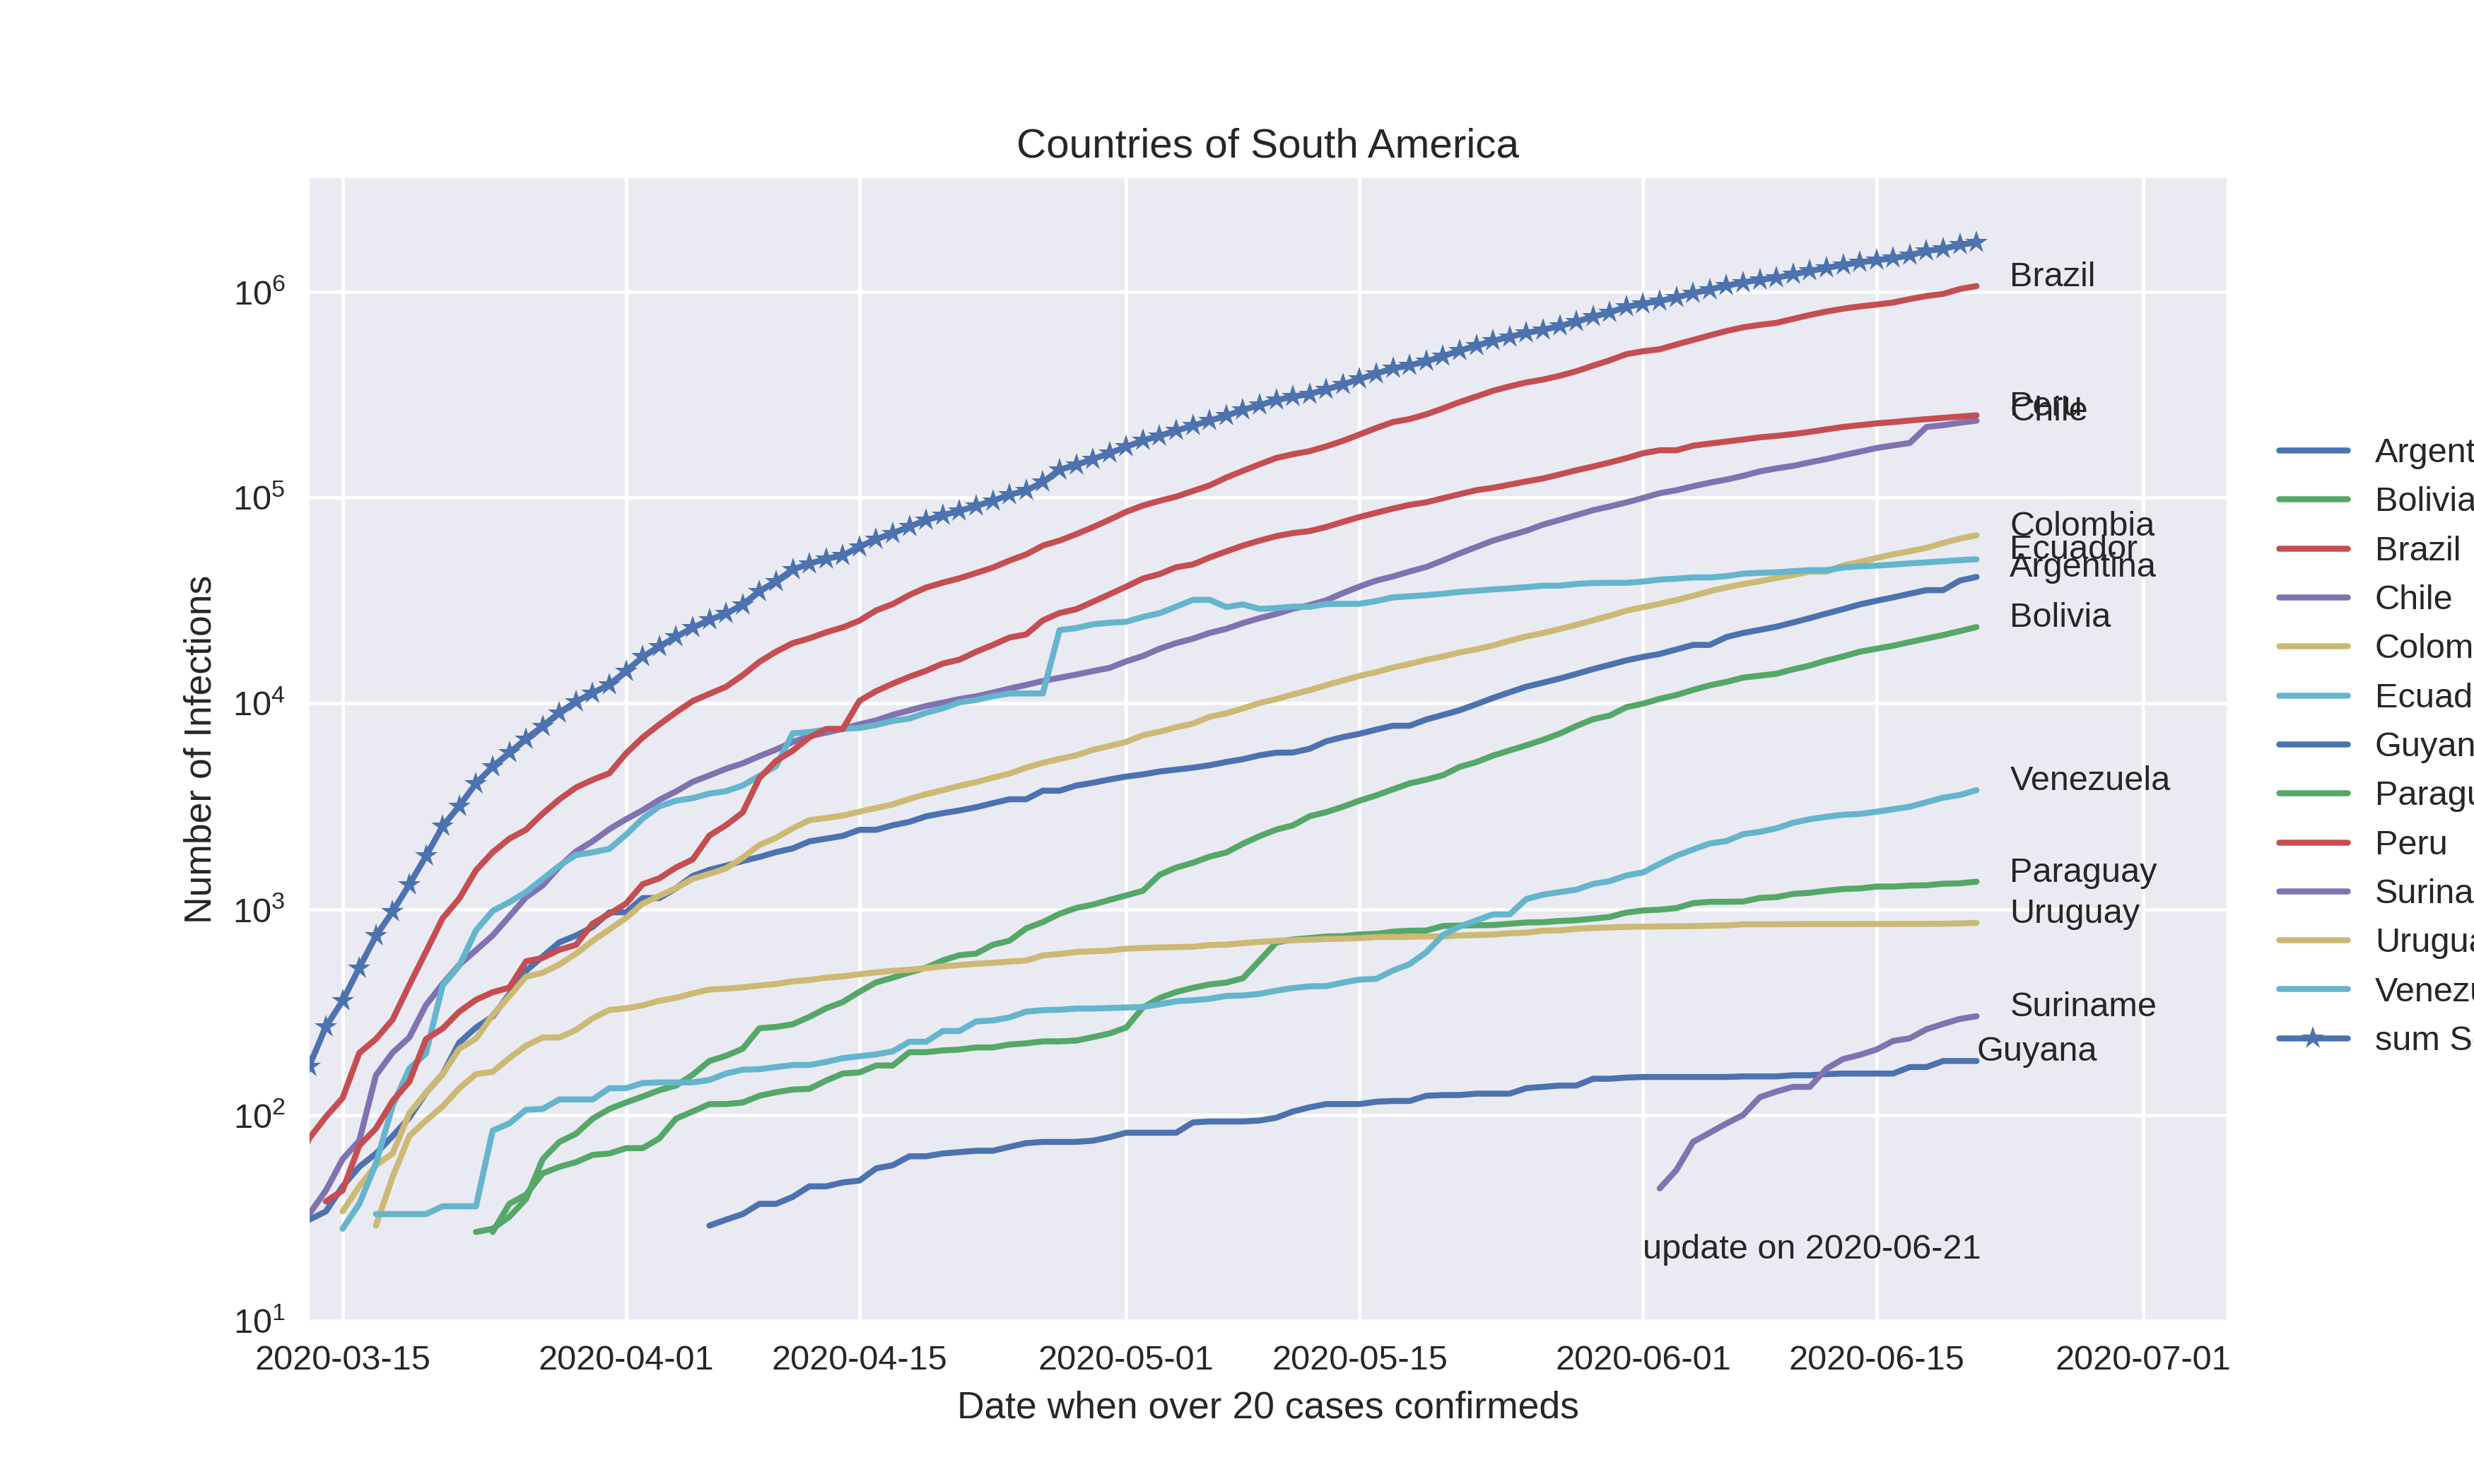 Countries of South America
10^6
10^5
10^4
10^3
10^2
10^1
Number of Infections
Brazil
Peru
Chile
Colombia
Ecuador
Argentina
Bolivia
Venezuela
Paraguay
Uruguay
Suriname
Guyana
update on 2020-06-21
2020-03-15 2020-04-01 2020-04-15 2020-05-01 2020-05-15 2020-06-01 2020-06-15 2020-07-01
Date when over 20 cases confirmeds
Argent
Bolivia
Brazil
Chile
Colom
Ecuad
Guyan
Paragu
Peru
Surina
Urugua
Venezu
sum S